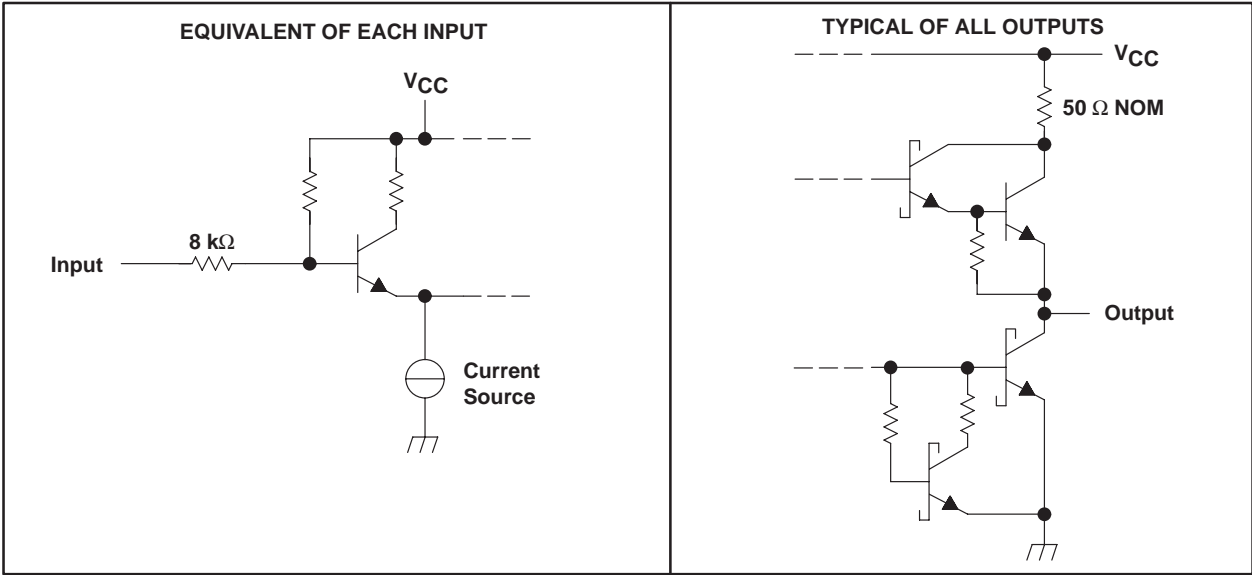 EQUIVALENT OF EACH INPUT
VCC
8 kΩ
Input
Current
Source
TYPICAL OF ALL OUTPUTS
VCC
50 Ω NOM
Output